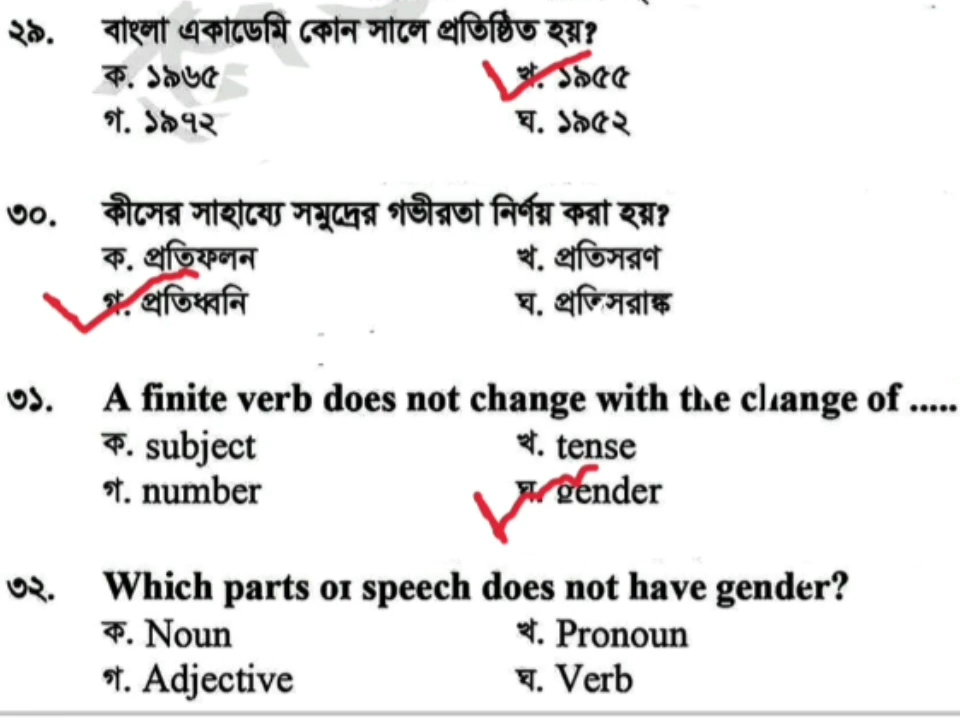 ২৯. বাংলা একাডেমি কোন সালে প্রতিষ্ঠিত হয়?
ক. ১৯৬৫ খ. ১৯৫৫
গ. ১৯৭২ ঘ. ১৯৫২
৩০. কীসের সাহায্যে সমুদ্রের গভীরতা নির্ণয় করা হয়?
ক. প্রতিফলন খ. প্রতিসরণ
গ. প্রতিধ্বনি ঘ. প্রতিসরাঙ্ক
৩১. A finite verb does not change with the change of .....
ক. subject খ. tense
গ. number ঘ. gender
৩২. Which parts of speech does not have gender?
ক. Noun খ. Pronoun
গ. Adjective ঘ. Verb